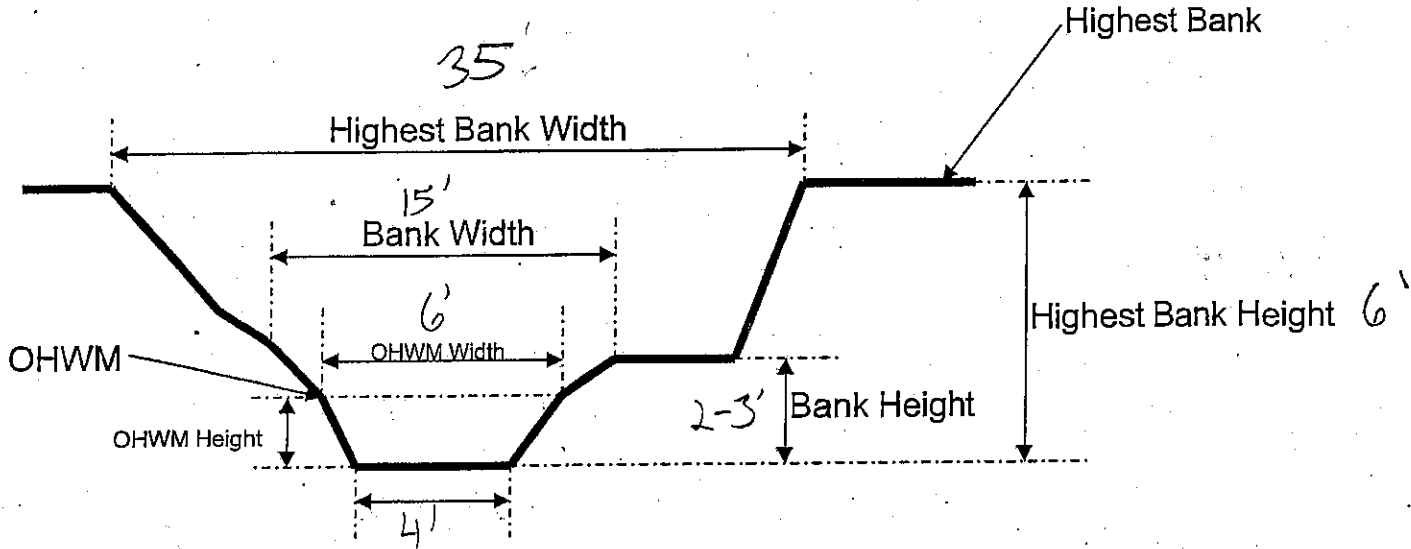 Highest Bank
35'
Highest Bank Width
15'
Bank Width
6'
OHWM Width
OHWM
Highest Bank Height 6'
2-3' Bank Height
OHWM Height
4'